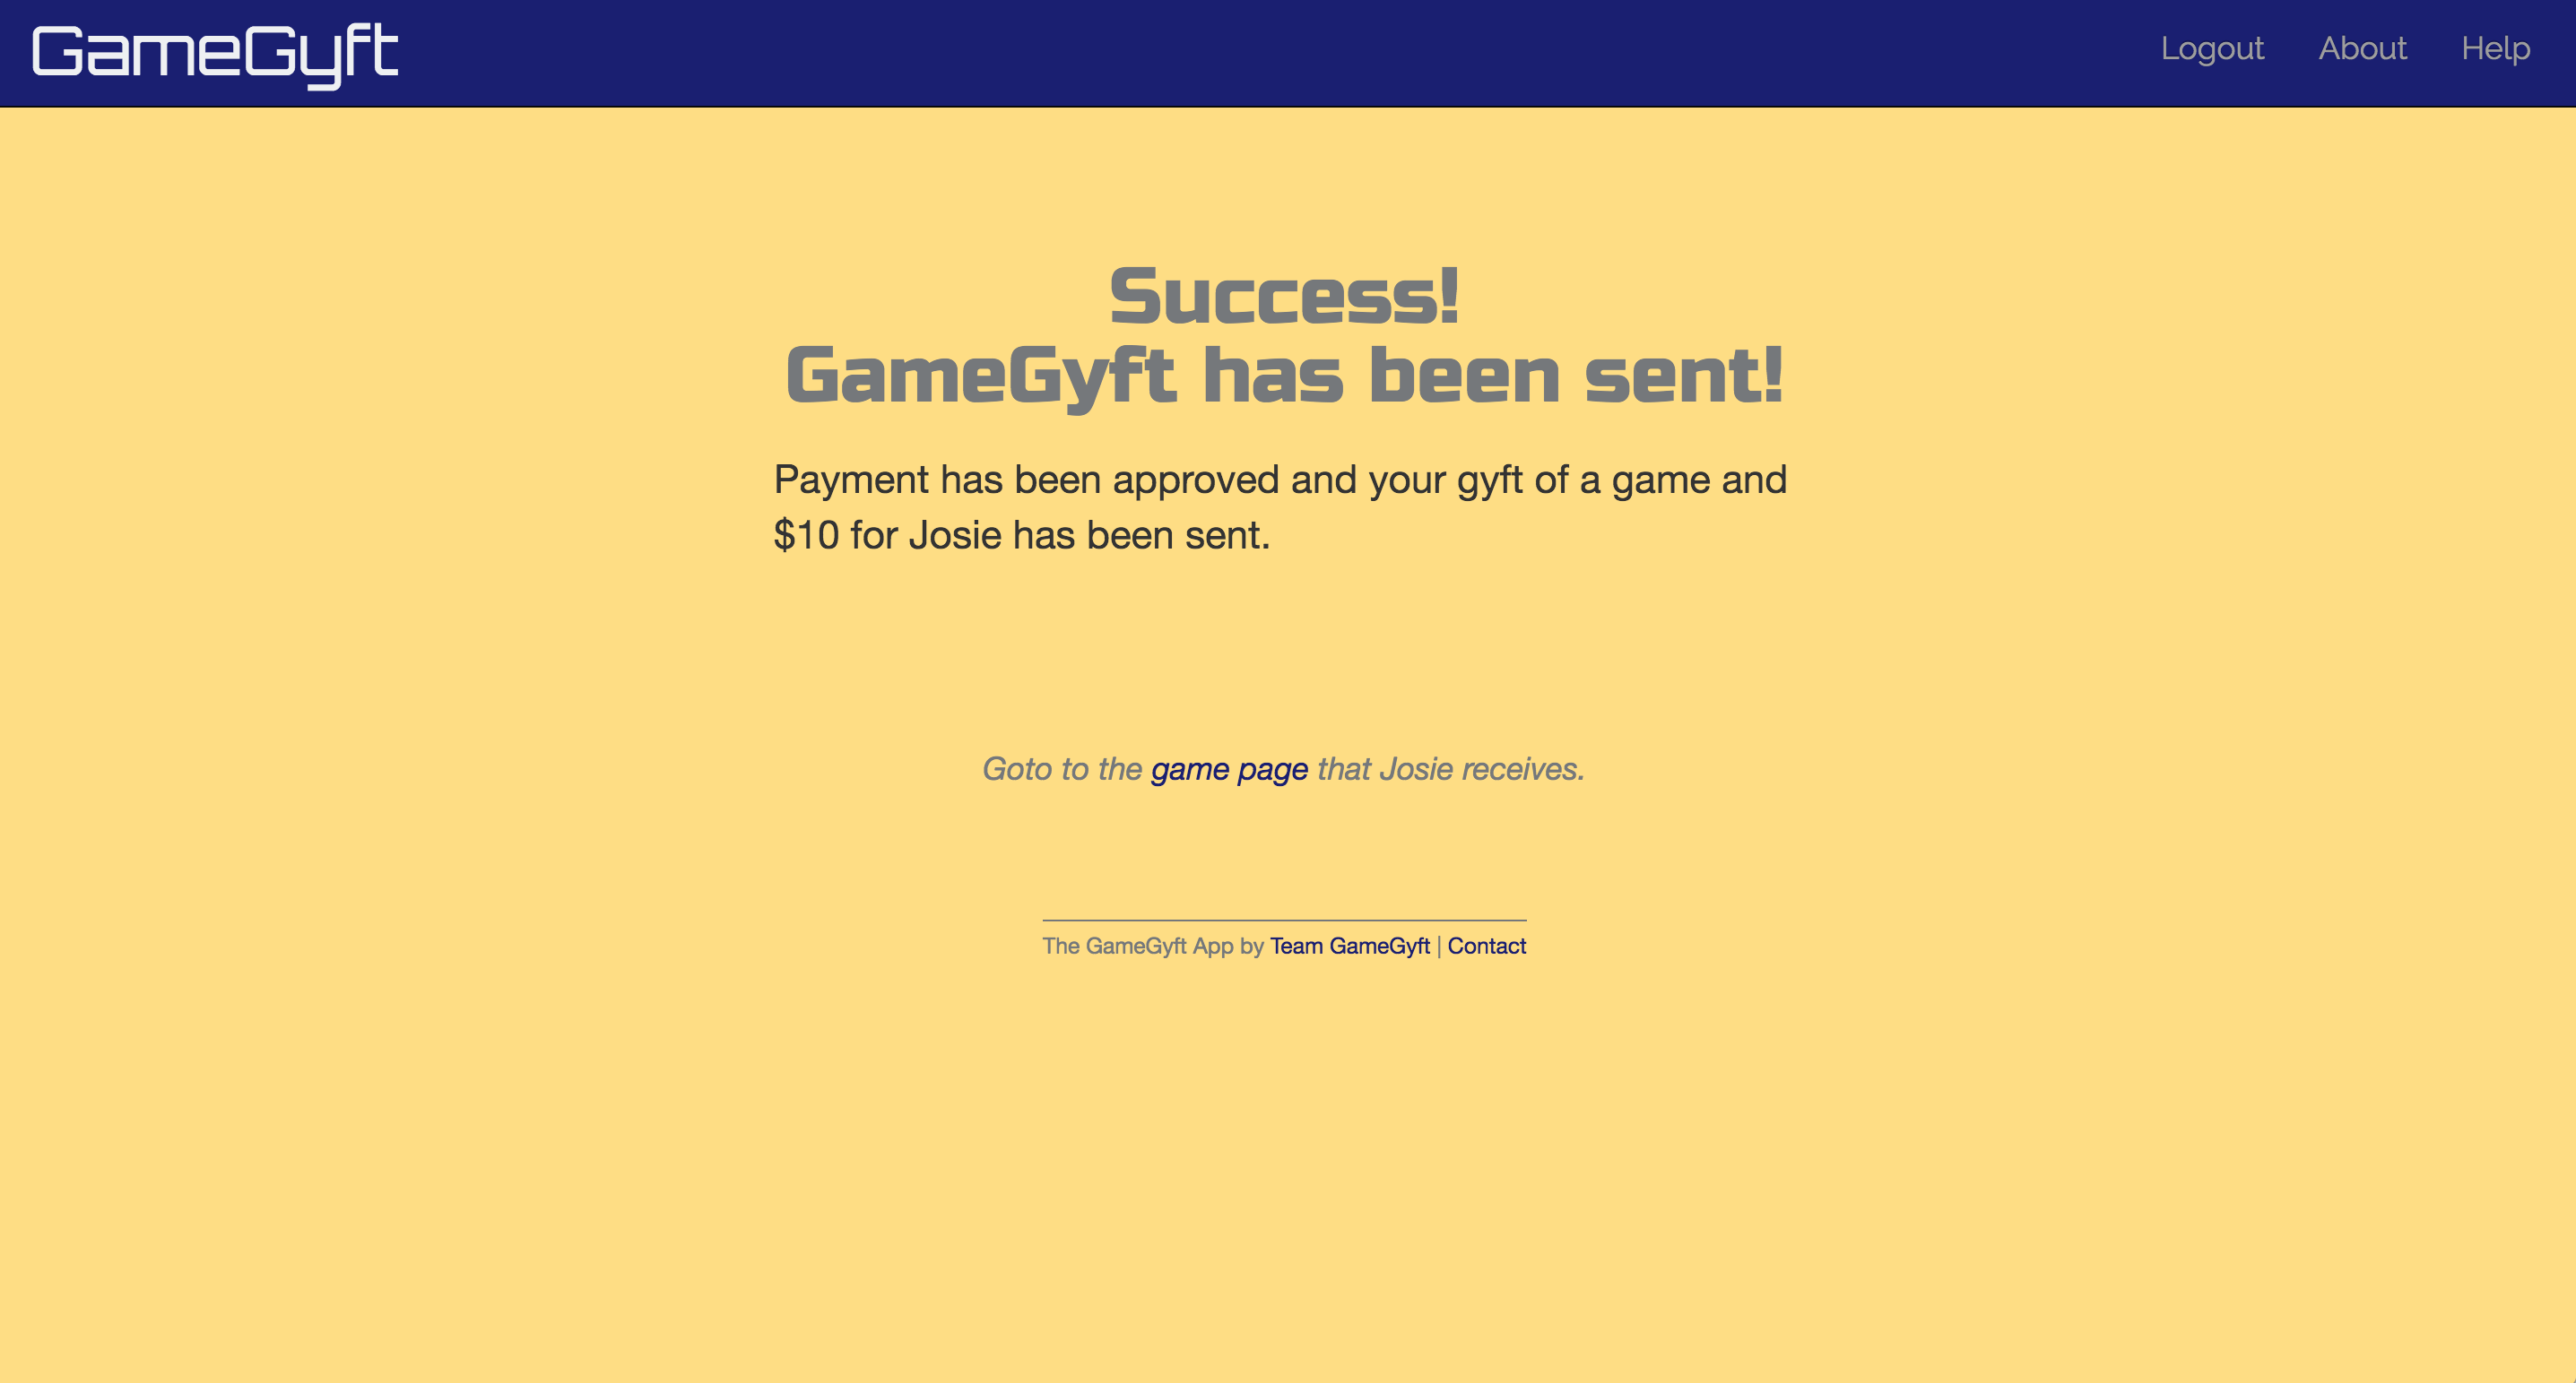 GameGyft
Logout About Help
Success!
GameGyft has been sent!
Payment has been approved and your gyft of a game and
$10 for Josie has been sent.
Goto to the game page that Josie receives.
The GameGyft App by Team GameGyft | Contact